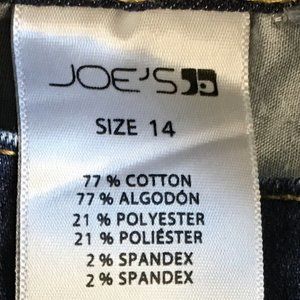 JOE'S
SIZE 14
77 % COTTON
77 % ALGODÓN
21 % POLYESTER
21 % POLIÉSTER
2 % SPANDEX
2 % SPANDEX